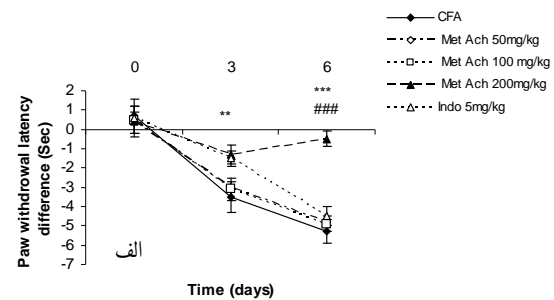 CFA
Met Ach 50mg/kg
Met Ach 100 mg/kg
Met Ach 200mg/kg
Indo 5mg/kg
0 3 6
***
** ###
2
1
0
-1
-2
-3
-4
-5
-6
-7
Paw withdrowal latency
difference (Sec)
الف
Time (days)